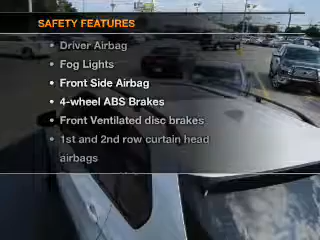 SAFETY FEATURES
• Driver Airbag
• Fog Lights
• Front Side Airbag
• 4-wheel ABS Brakes
• Front Ventilated disc brakes
• 1st and 2nd row curtain head
airbags